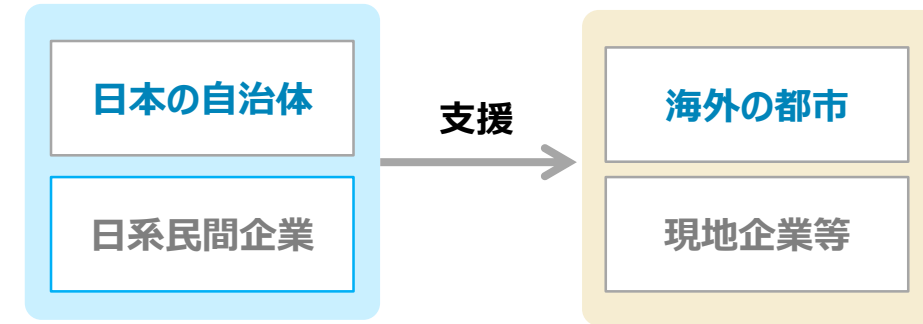 日本の自治体
日系民間企業
支援
海外の都市
現地企業等